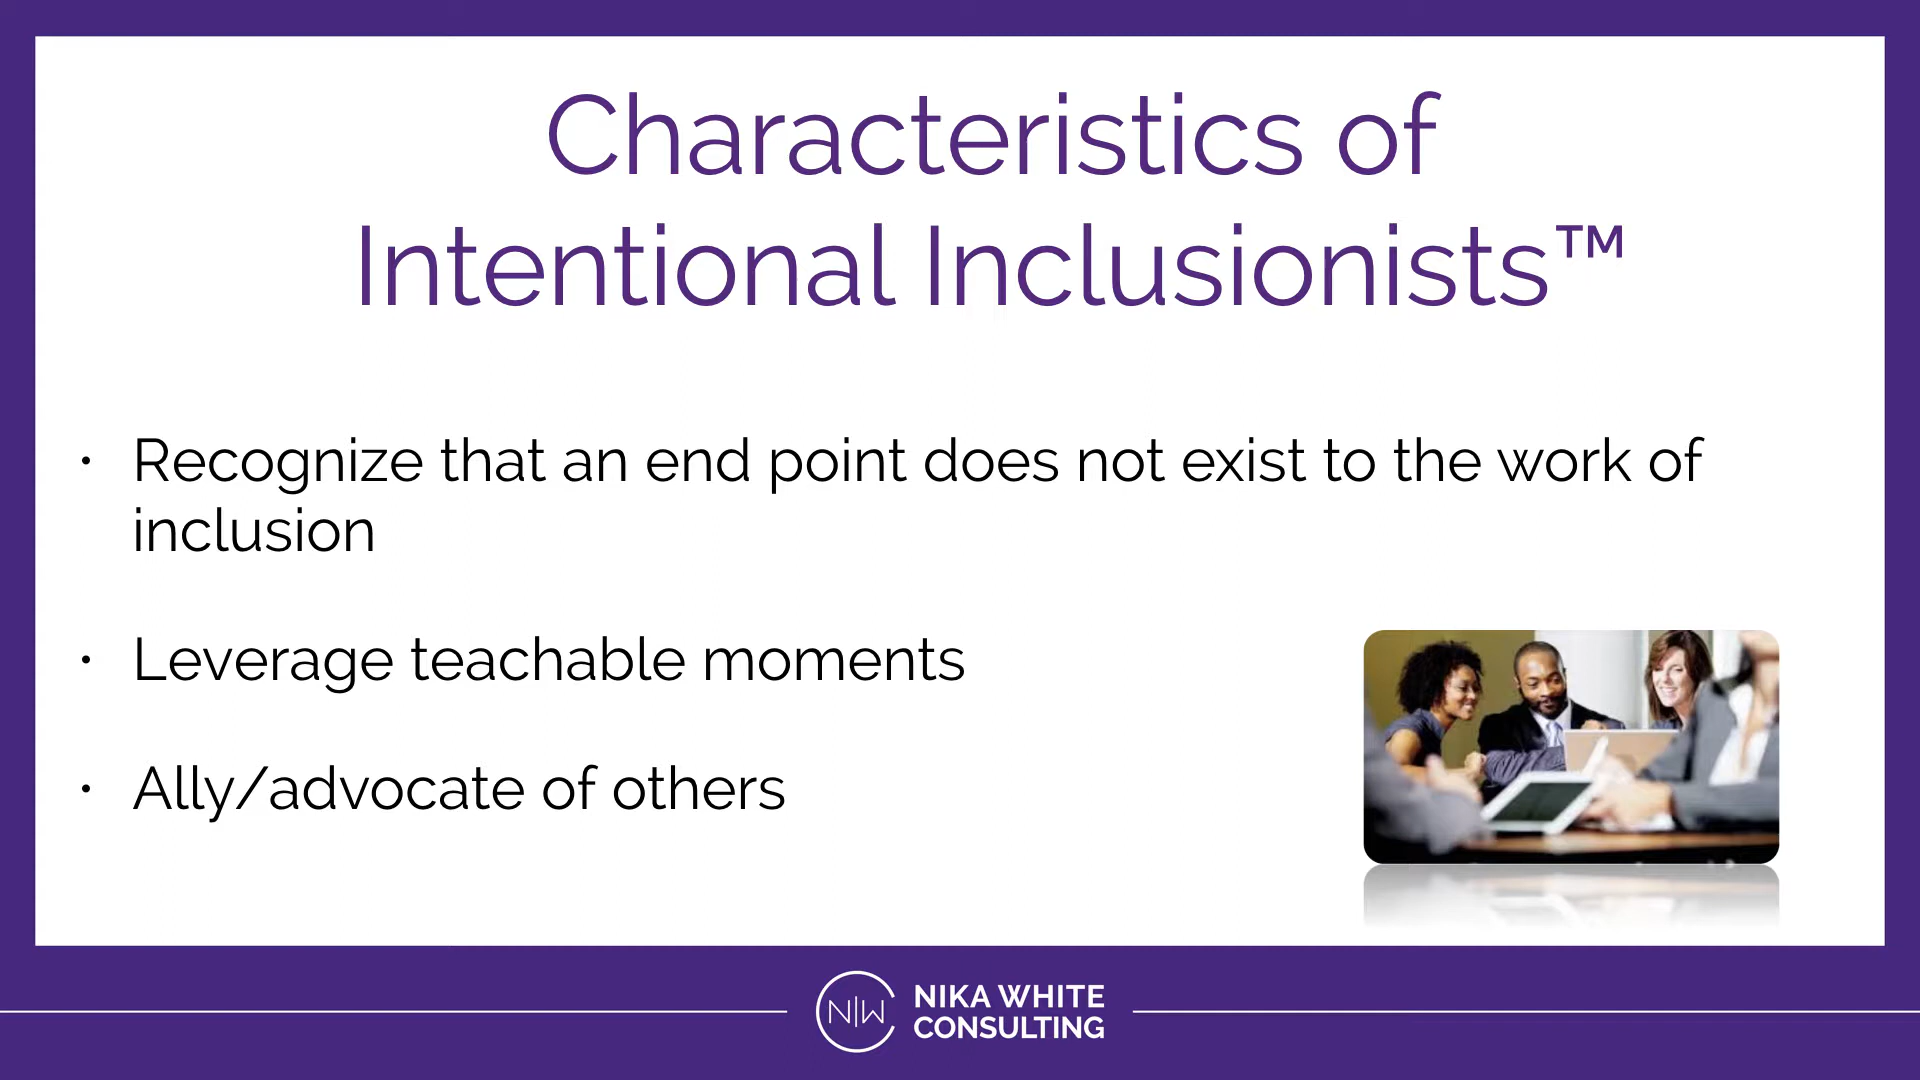 Characteristics of
Intentional Inclusionists™
• Recognize that an end point does not exist to the work of
inclusion
• Leverage teachable moments
• Ally/advocate of others
N|W
NIKA WHITE
CONSULTING